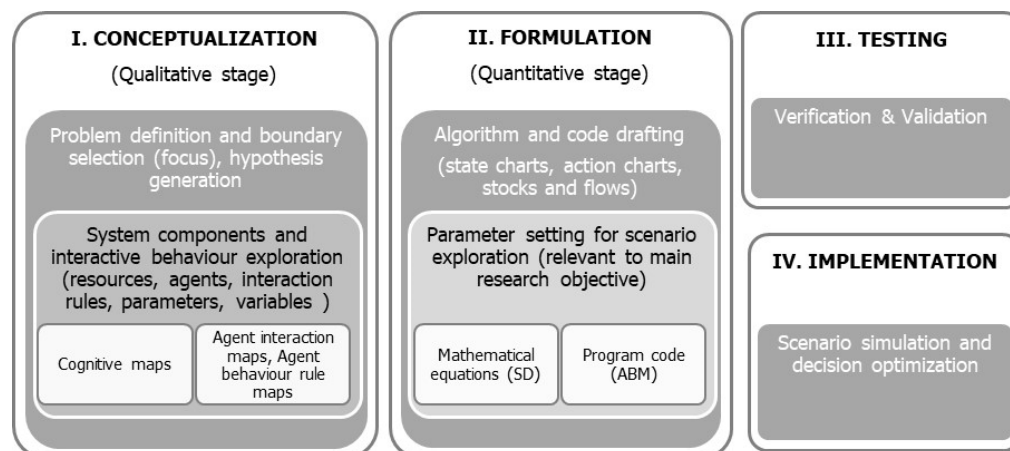 I. CONCEPTUALIZATION
(Qualitative stage)
Problem definition and boundary
selection (focus), hypothesis
generation
System components and
interactive behaviour exploration
(resources, agents, interaction
rules, parameters, variables )
Cognitive maps
Agent interaction
maps, Agent
behaviour rule
maps
II. FORMULATION
(Quantitative stage)
Algorithm and code drafting
(state charts, action charts,
stocks and flows)
Parameter setting for scenario
exploration (relevant to main
research objective)
Mathematical
equations (SD)
Program code
(ABM)
III. TESTING
Verification & Validation
IV. IMPLEMENTATION
Scenario simulation and
decision optimization